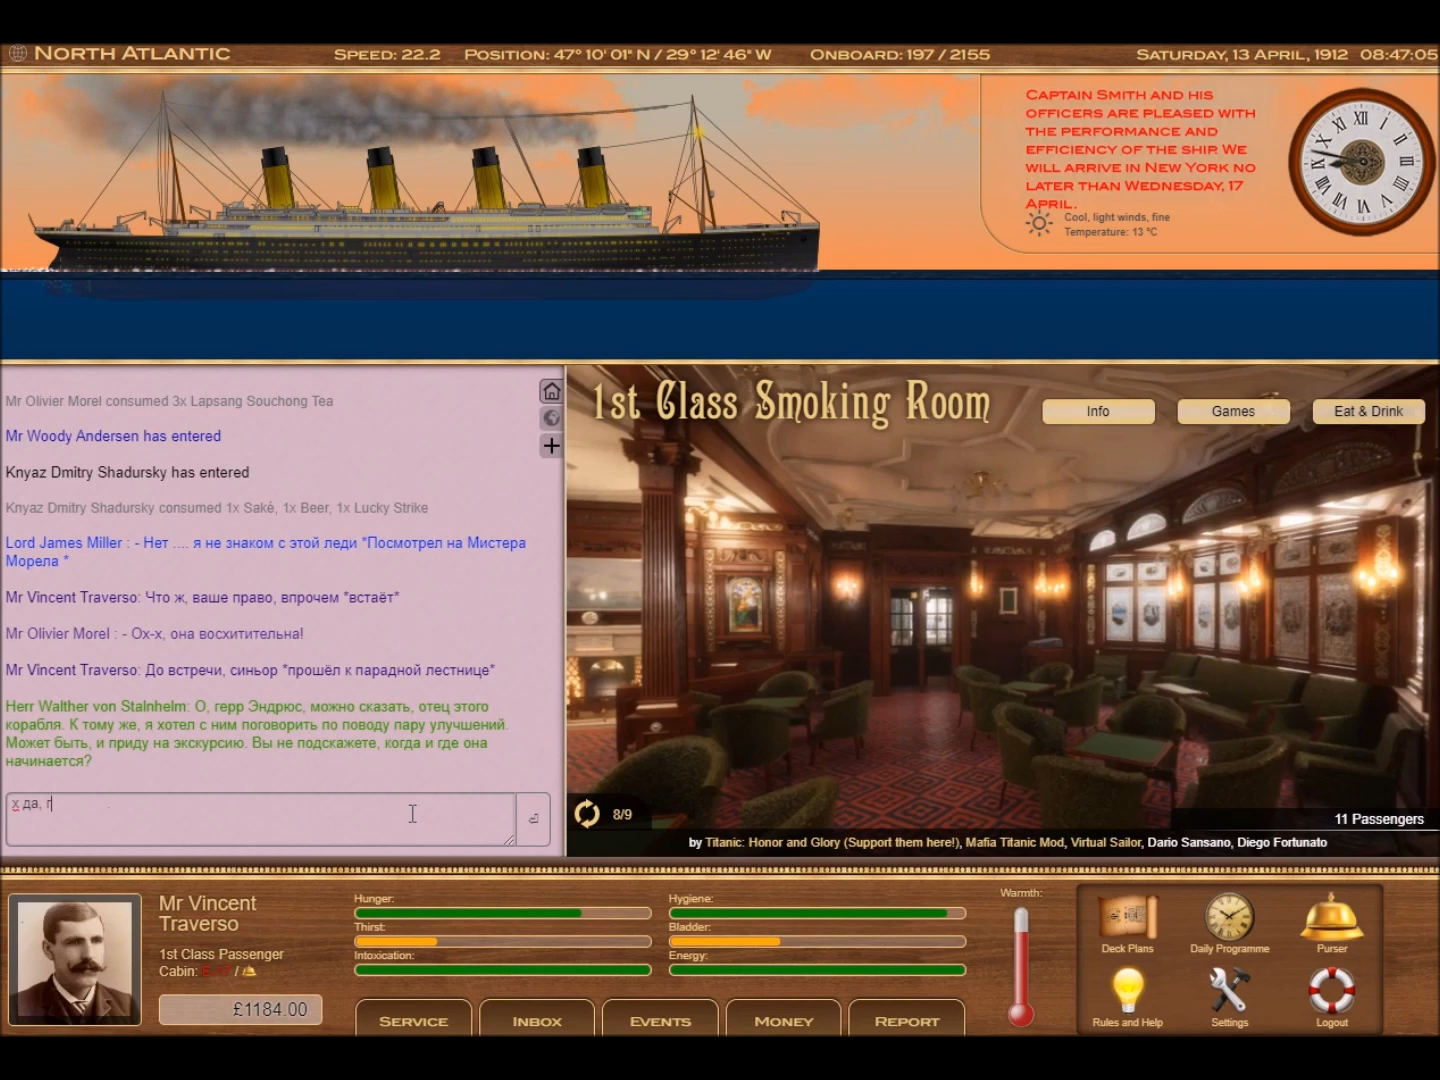 North Atlantic
Speed: 22.2
Position: 47° 10' 01" N / 29° 12' 46" W
Onboard: 197 / 2155
Saturday, 13 April, 1912 08:47:05
Captain Smith and his
officers are pleased with
the performance and
efficiency of the ship. We
will arrive in New York no
later than Wednesday, 17
April.
Cool, light winds, fine
Temperature: 13 °C
XII
I
II
III
IX
X
XI
Mr Olivier Morel consumed 3x Lapsang Souchong Tea
Mr Woody Andersen has entered
Knyaz Dmitry Shadursky has entered
Knyaz Dmitry Shadursky consumed 1x Sakè, 1x Beer, 1x Lucky Strike
Lord James Miller : - Нет .... я не знаком с этой леди *Посмотрел на Мистера
Морела *
Mr Vincent Traverso: Что ж, ваше право, впрочем *встаёт*
Mr Olivier Morel : - Ох-х, она восхитительна!
Mr Vincent Traverso: До встречи, синьор *прошёл к парадной лестнице*
Herr Walther von Stalnhelm: О, герр Эндрюс, можно сказать, отец этого
корабля. К тому же, я хотел с ним поговорить по поводу пару улучшений.
Может быть, и приду на экскурсию. Вы не подскажете, когда и где она
начинается?
х да, г
1st Class Smoking Room
Info
Games
Eat & Drink
8/9
11 Passengers
by Titanic: Honor and Glory (Support them here!), Mafia Titanic Mod, Virtual Sailor, Dario Sansano, Diego Fortunato
Mr Vincent
Traverso
1st Class Passenger
Cabin: /
£1184.00
Hunger:
Thirst:
Intoxication:
Hygiene:
Bladder:
Energy:
Warmth:
Service
Inbox
Events
Money
Report
Deck Plans
Daily Programme
Purser
Rules and Help
Settings
Logout